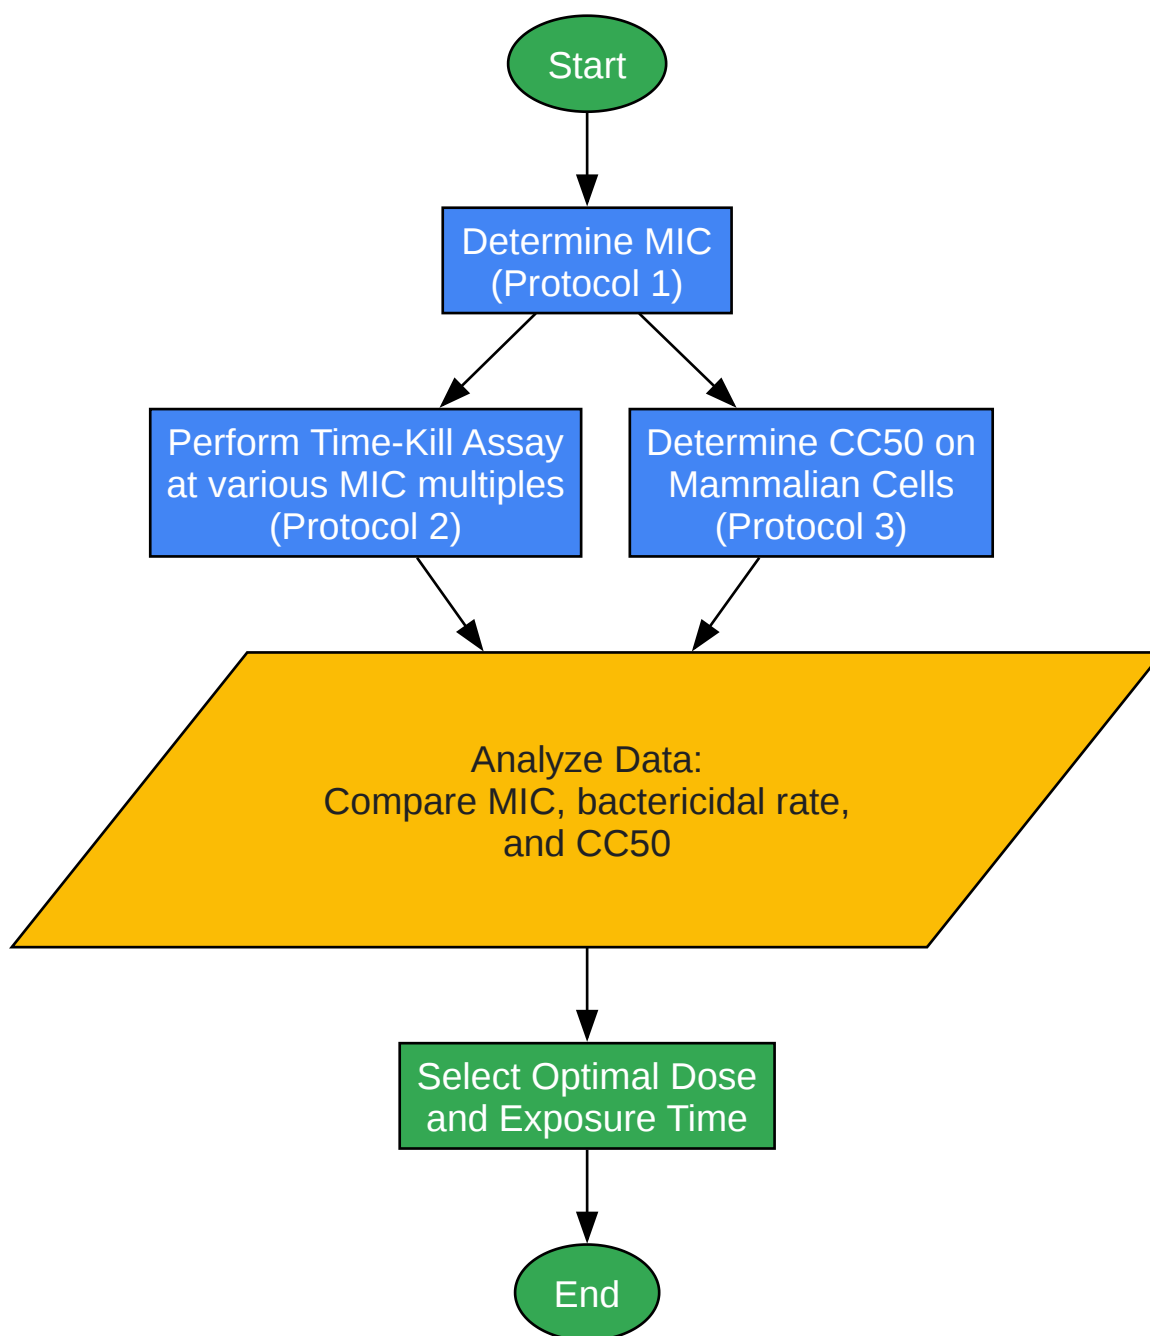 Start
Determine MIC
(Protocol 1)
Perform Time-Kill Assay
at various MIC multiples
(Protocol 2)
Determine CC50 on
Mammalian Cells
(Protocol 3)
Analyze Data:
Compare MIC, bactericidal rate,
and CC50
Select Optimal Dose
and Exposure Time
End